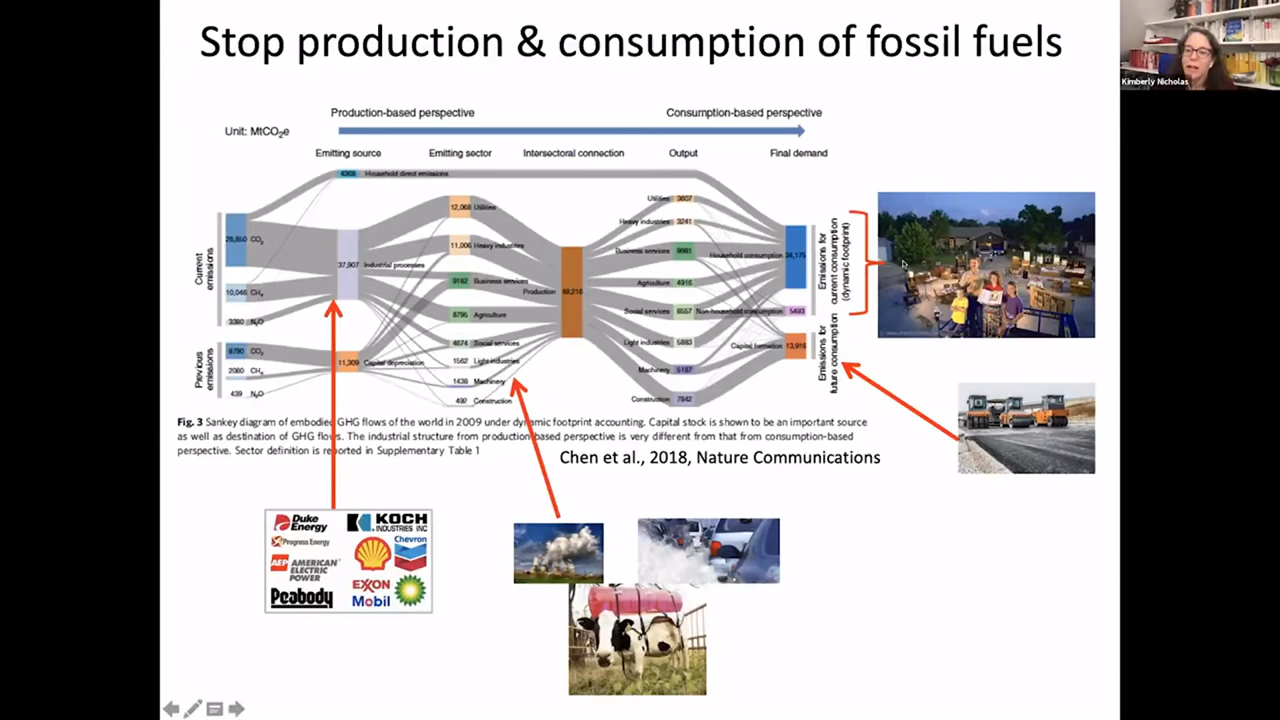 Stop production & consumption of fossil fuels
Kimberly Nicholas
Production-based perspective
Consumption-based perspective
Unit: MtCO2e
Emitting source
Emitting sector
Intersectoral connection
Output
Final demand
4368 Household direct emissions
Current emissions
28,850 CO2
10,046 CH4
3380 N2O
Previous emissions
8790 CO2
2080 CH4
439 N2O
37,907 Industrial processes
11,309 Capital depreciation
12,068 Utilities
11,006 Heavy industries
9182 Business services
8795 Agriculture
4674 Social services
1562 Light industries
1438 Machinery
492 Construction
Production 49,216
Utilities 3607
Heavy industries 3241
Business services 9961
Agriculture 4916
Social services 8557
Light industries 5883
Machinery 5187
Construction 7842
Household consumption 34,175
Non-household consumption 5493
Capital formation 13,916
Emissions for
current consumption
(dynamic footprint)
Emissions for
future consumption
Fig. 3 Sankey diagram of embodied GHG flows of the world in 2009 under dynamic footprint accounting. Capital stock is shown to be an important source
as well as destination of GHG flows. The industrial structure from production-based perspective is very different from that from consumption-based
perspective. Sector definition is reported in Supplementary Table 1
Chen et al., 2018, Nature Communications
Duke
Energy
KOCH
INDUSTRIES INC
Progress Energy
Chevron
AEP AMERICAN
ELECTRIC
POWER
Peabody
EXXON
Mobil
bp